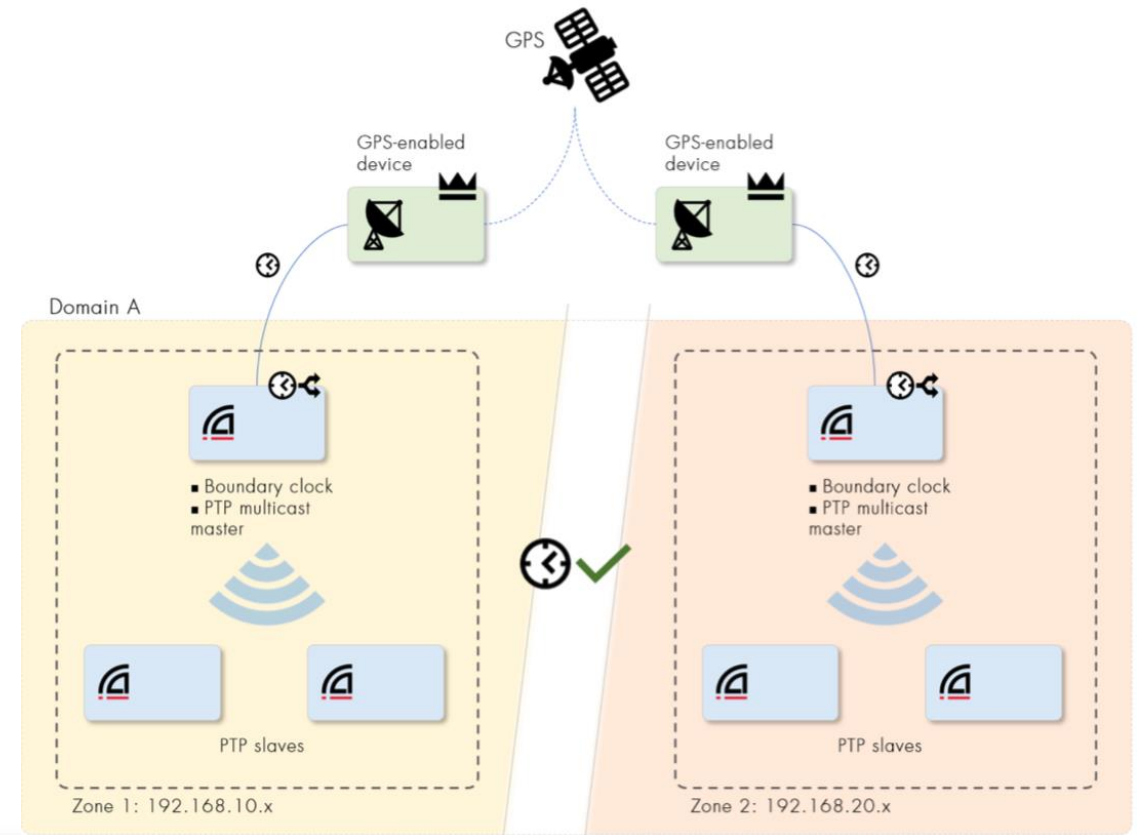 GPS
GPS-enabled
device
GPS-enabled
device
Domain A
▪ Boundary clock
▪ PTP multicast
master
▪ Boundary clock
▪ PTP multicast
master
PTP slaves
PTP slaves
Zone 1: 192.168.10.x
Zone 2: 192.168.20.x